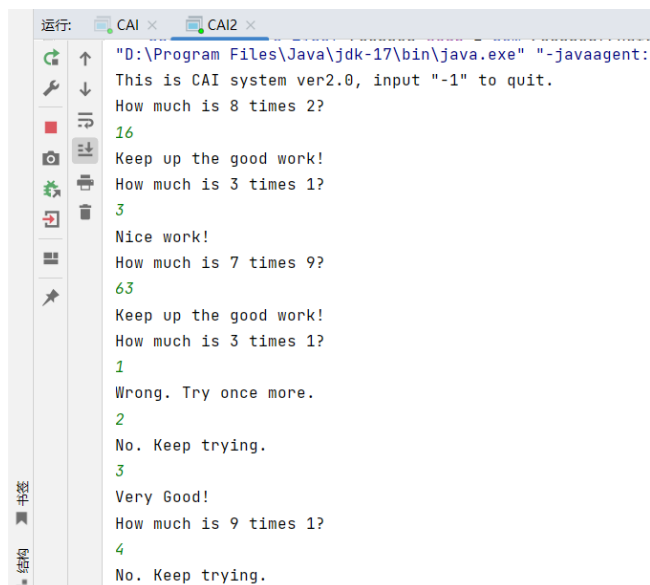 运行: CAI × CAI2 ×
"D:\Program Files\Java\jdk-17\bin\java.exe" "-javaagent:
This is CAI system ver2.0, input "-1" to quit.
How much is 8 times 2?
16
Keep up the good work!
How much is 3 times 1?
3
Nice work!
How much is 7 times 9?
63
Keep up the good work!
How much is 3 times 1?
1
Wrong. Try once more.
2
No. Keep trying.
3
Very Good!
How much is 9 times 1?
4
No. Keep trying.
书签
结构